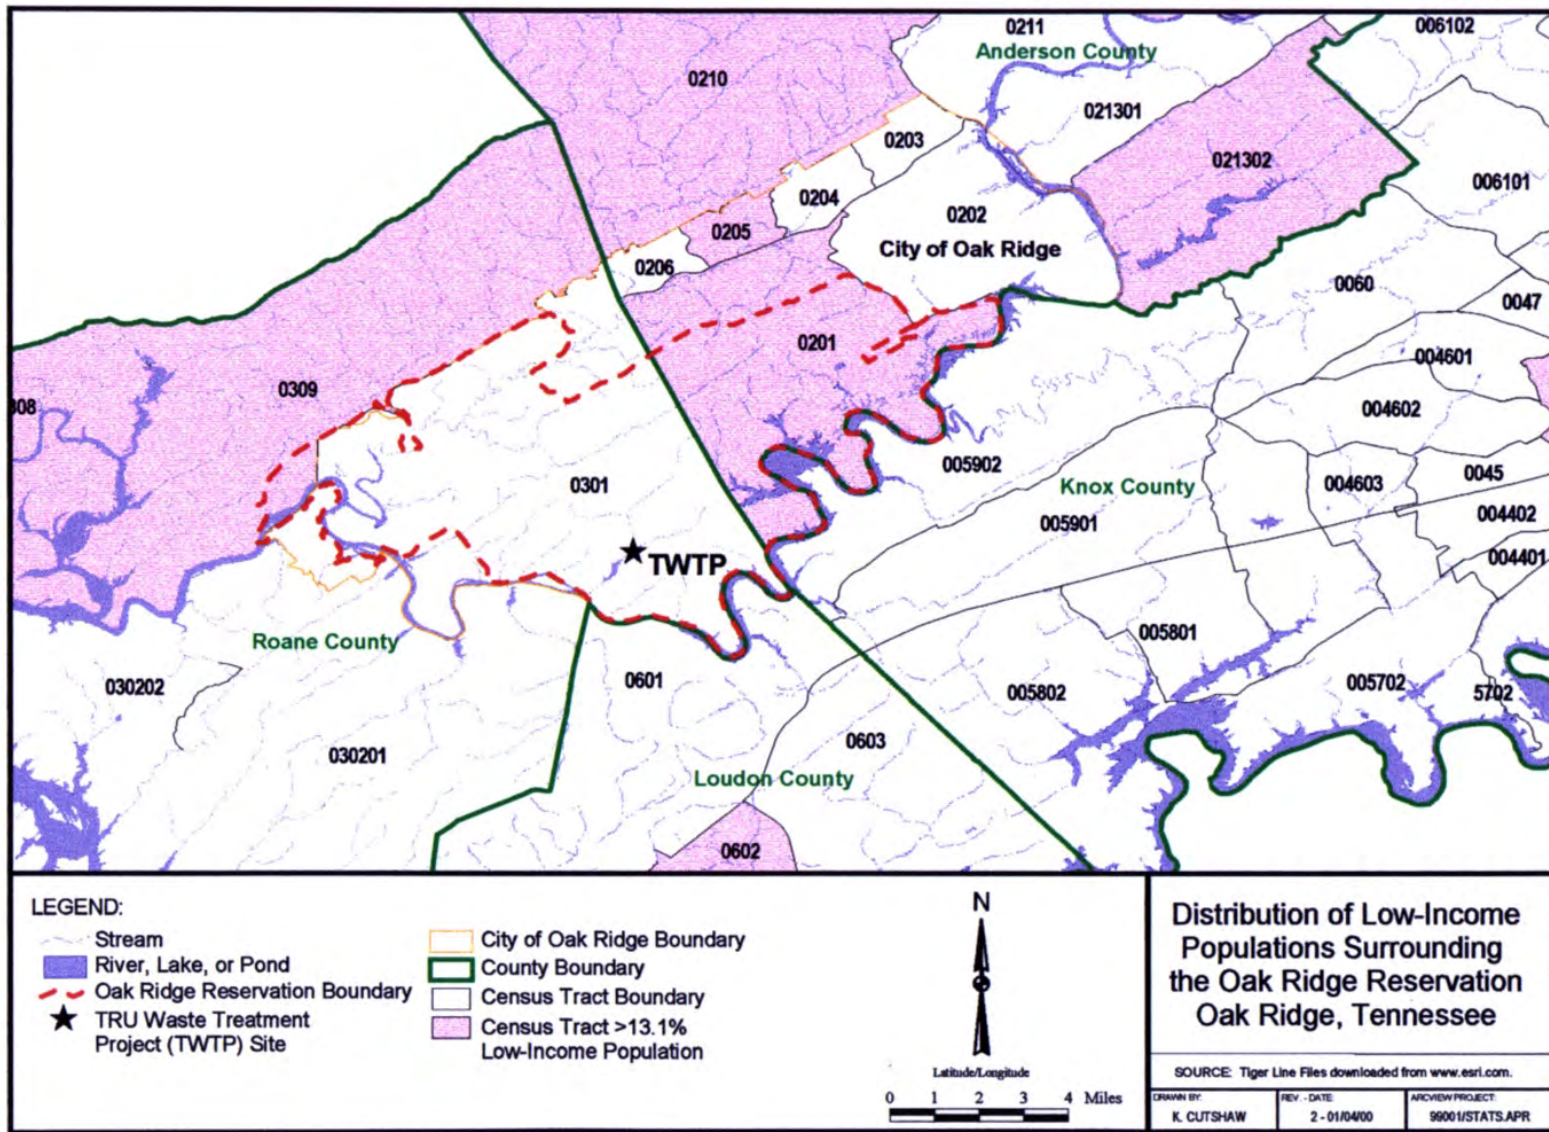 0211
006102
Anderson County
0210
021301
0203
021302
006101
0204
0202
0205
City of Oak Ridge
0206
0060
0047
0201
004601
0309
308
004602
005902
0301
Knox County
004603
0045
005901
004402
004401
TWTP
Roane County
005801
030202
0601
005802
005702
5702
0603
030201
Loudon County
0602
LEGEND:
Stream
River, Lake, or Pond
Oak Ridge Reservation Boundary
TRU Waste Treatment
Project (TWTP) Site
City of Oak Ridge Boundary
County Boundary
Census Tract Boundary
Census Tract >13.1%
Low-Income Population
N
Latitude/Longitude
0 1 2 3 4 Miles
Distribution of Low-Income
Populations Surrounding
the Oak Ridge Reservation
Oak Ridge, Tennessee
SOURCE: Tiger Line Files downloaded from www.esri.com.
DRAWN BY:
K. CUTSHAW
REV. - DATE:
2 - 01/04/00
ARCVIEW PROJECT:
99001/STATS.APR